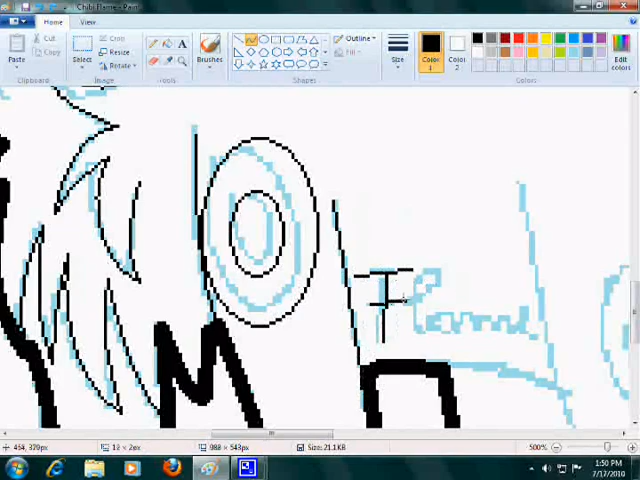 Chibi Flame - Paint
Home View
Paste
Cut
Copy
Clipboard
Select
Crop
Resize
Rotate
Image
A
Tools
Brushes
Outline
Fill
Shapes
Size
Color
1
Color
2
Edit
colors
Colors
454, 379px
12 × 2px
988 × 543px
Size: 21.1KB
500%
1:50 PM
7/17/2010